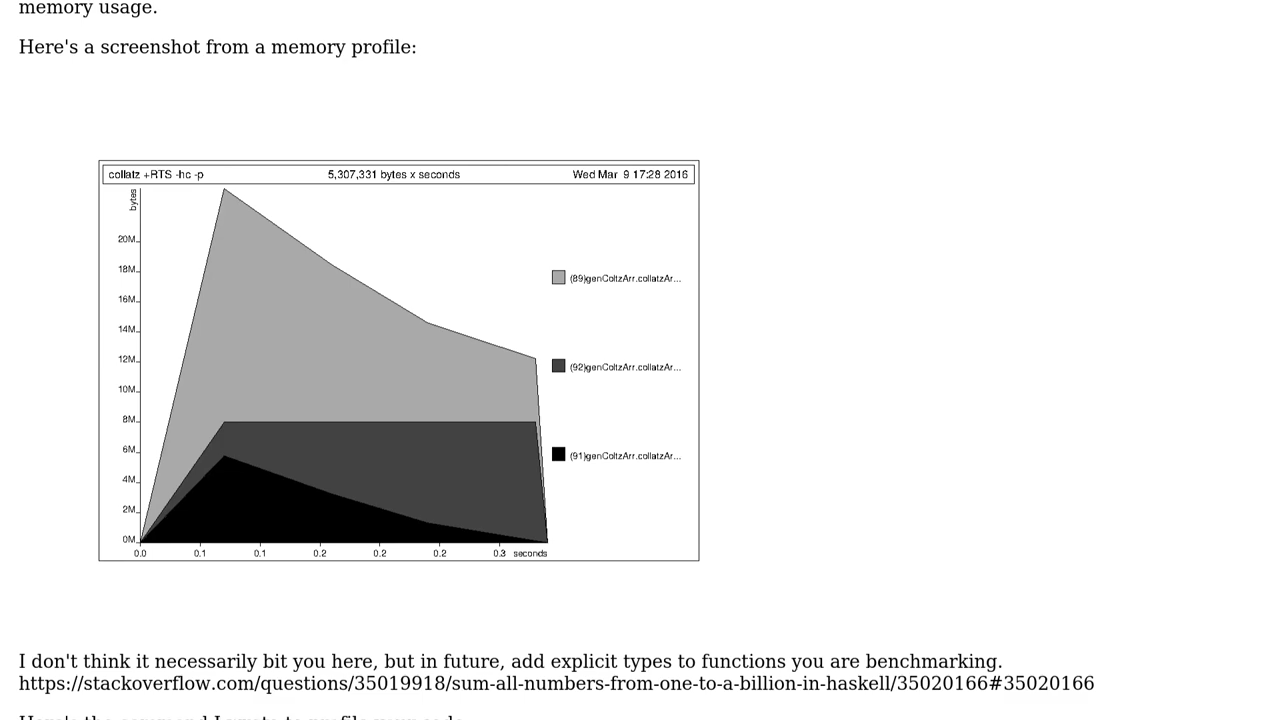 memory usage.
Here's a screenshot from a memory profile:
collatz +RTS -hc -p
5,307,331 bytes x seconds
Wed Mar 9 17:28 2016
bytes
20M
18M
16M
14M
12M
10M
8M
6M
4M
2M
0M
0.0 0.1 0.1 0.2 0.2 0.2 0.3 seconds
(89)genColtzArr.collatzAr...
(92)genColtzArr.collatzAr...
(91)genColtzArr.collatzAr...
I don't think it necessarily bit you here, but in future, add explicit types to functions you are benchmarking.
https://stackoverflow.com/questions/35019918/sum-all-numbers-from-one-to-a-billion-in-haskell/35020166#35020166